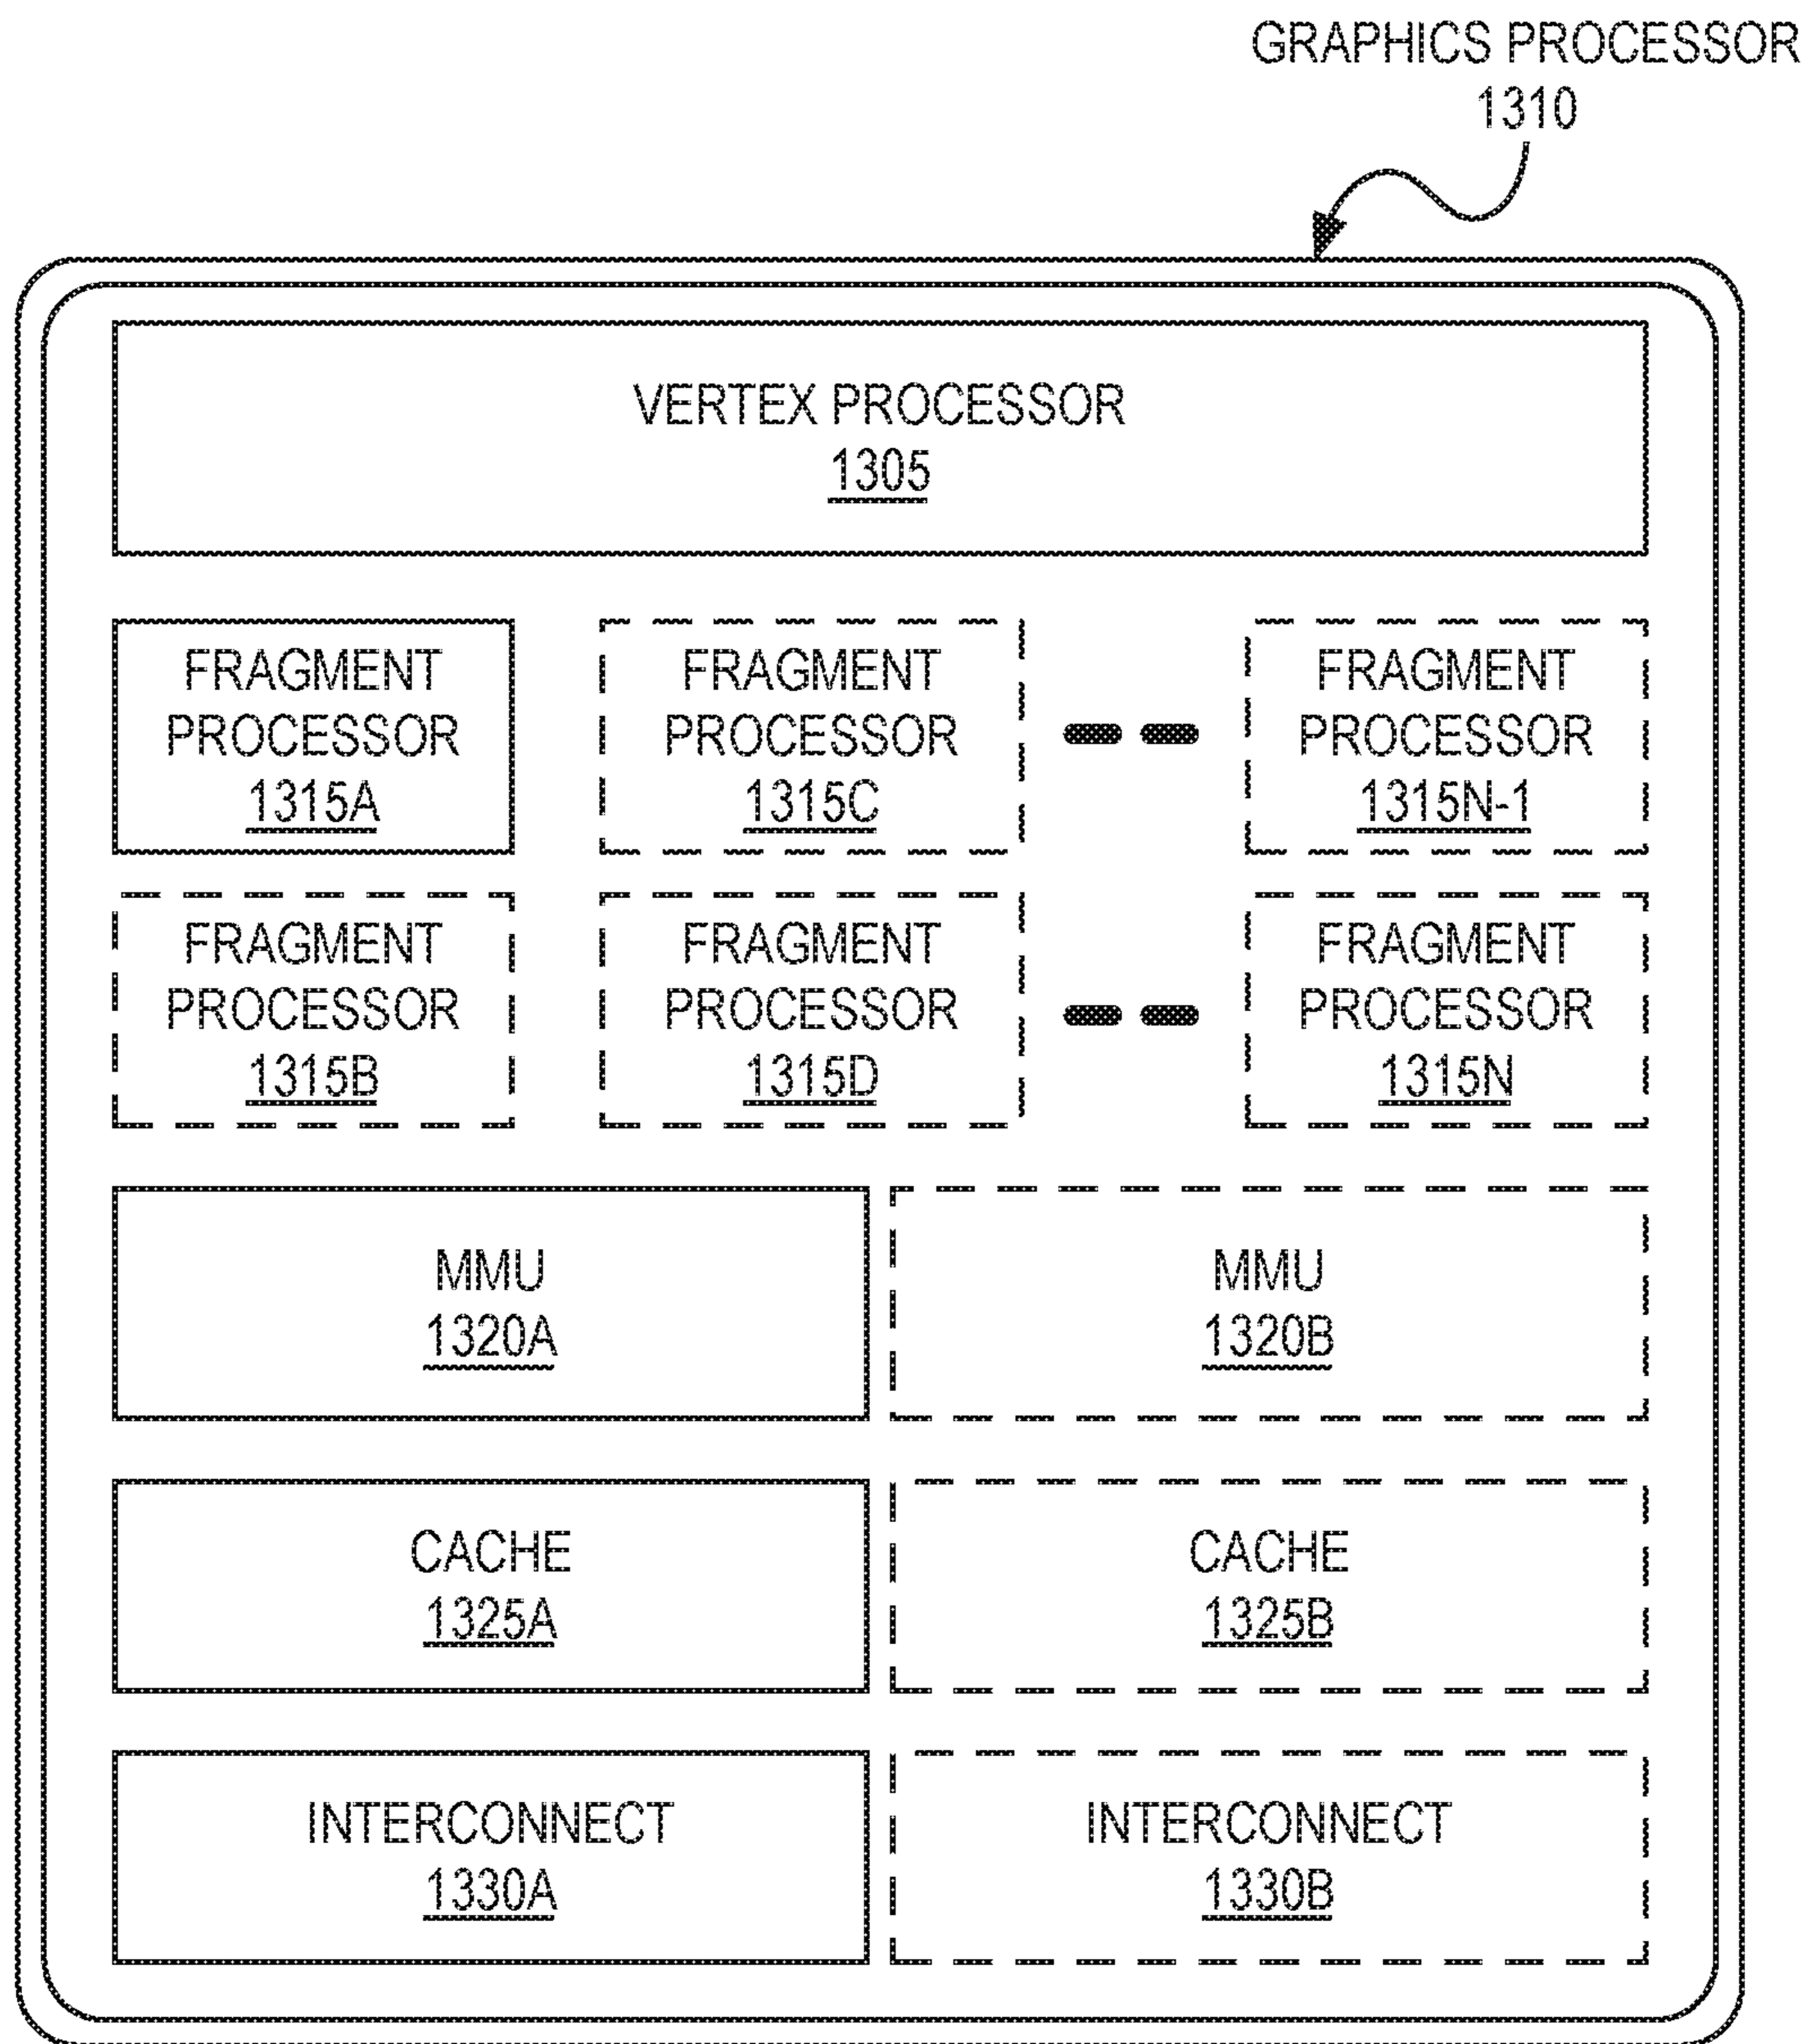 GRAPHICS PROCESSOR
1310
VERTEX PROCESSOR
1305
FRAGMENT
PROCESSOR
1315A
FRAGMENT
PROCESSOR
1315C
FRAGMENT
PROCESSOR
1315N-1
FRAGMENT
PROCESSOR
1315B
FRAGMENT
PROCESSOR
1315D
FRAGMENT
PROCESSOR
1315N
MMU
1320A
MMU
1320B
CACHE
1325A
CACHE
1325B
INTERCONNECT
1330A
INTERCONNECT
1330B